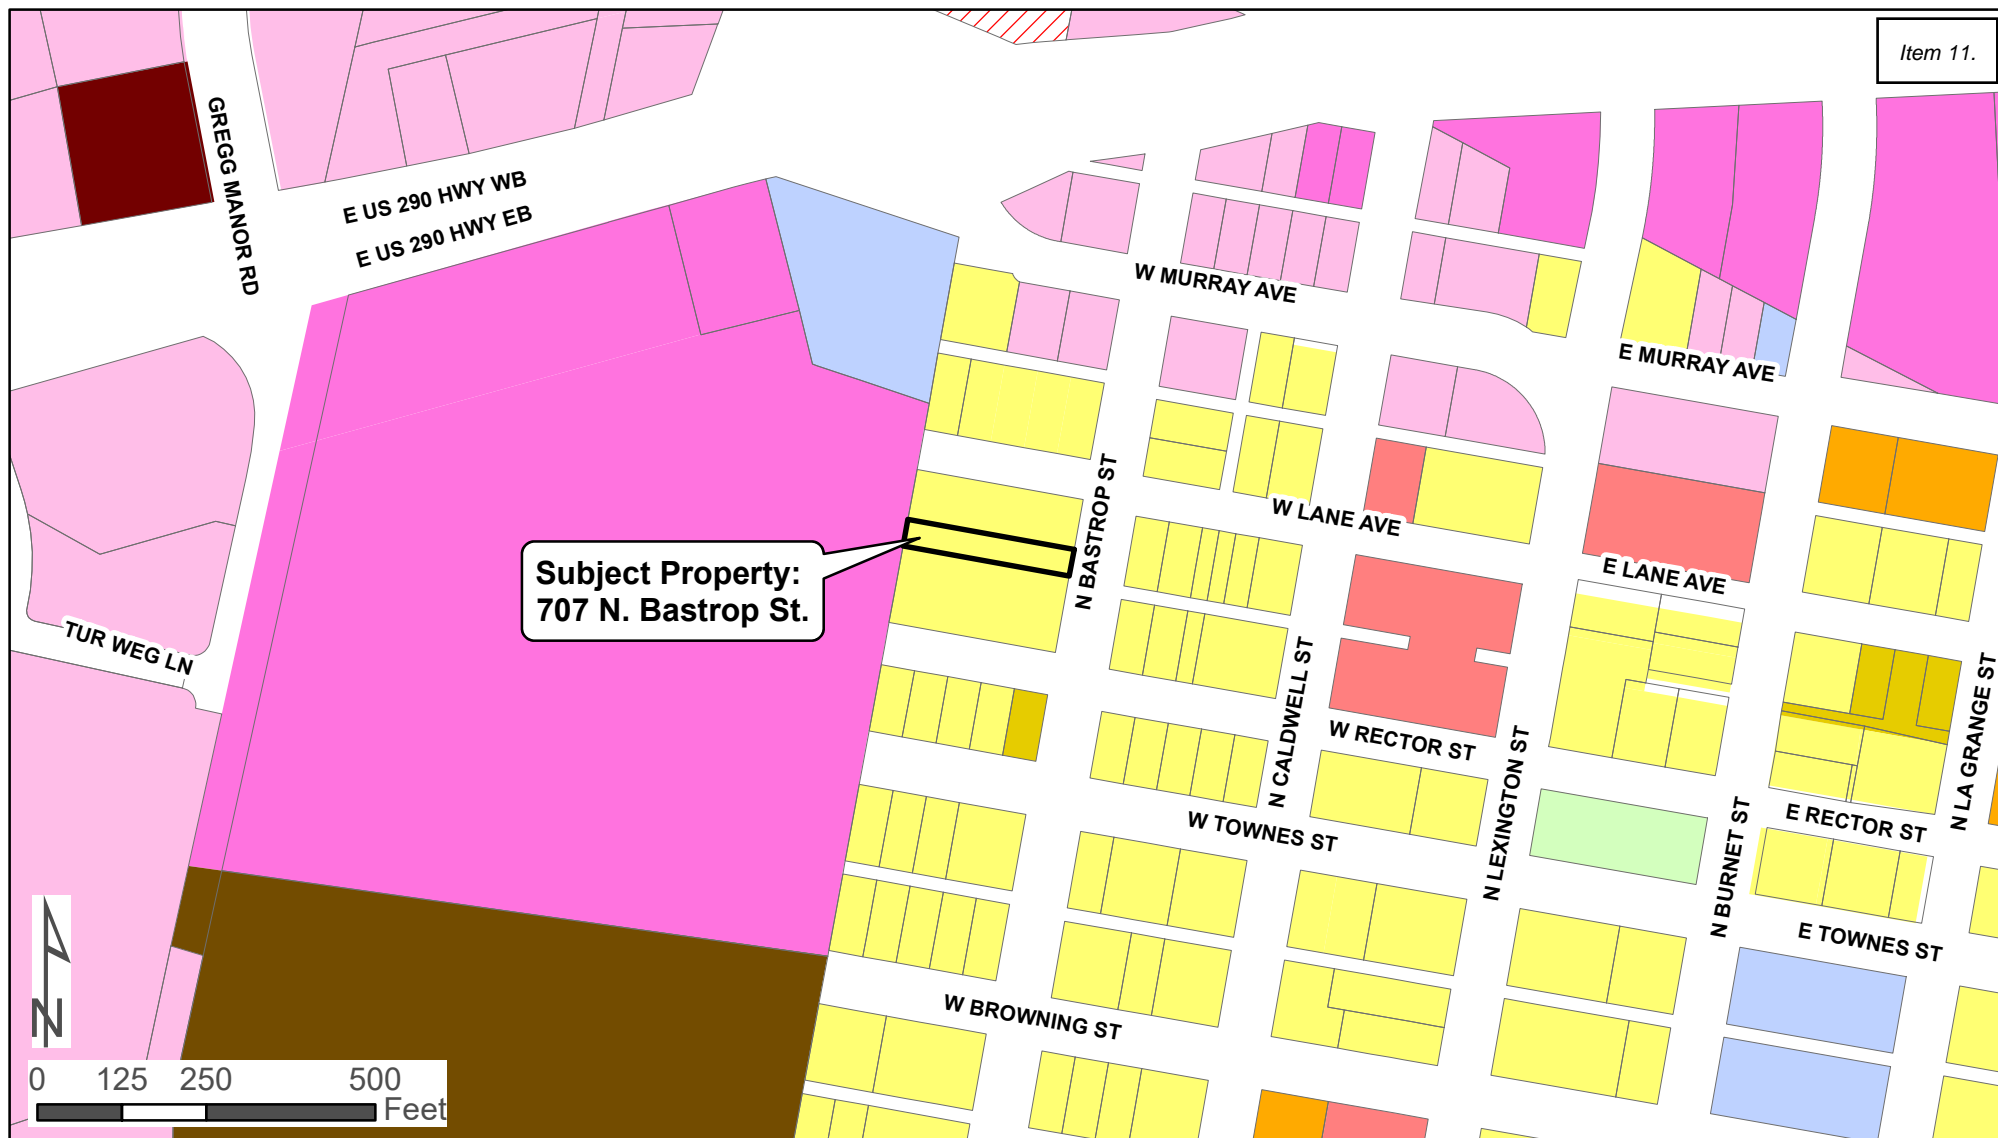 Item 11.
GREGG MANOR RD
E US 290 HWY WB
E US 290 HWY EB
W MURRAY AVE
E MURRAY AVE
N BASTROP ST
W LANE AVE
E LANE AVE
Subject Property:
707 N. Bastrop St.
TUR WEG LN
N CALDWELL ST
W RECTOR ST
N LEXINGTON ST
N LA GRANGE ST
W TOWNES ST
N BURNET ST
E RECTOR ST
E TOWNES ST
W BROWNING ST
N
0 125 250 500
Feet